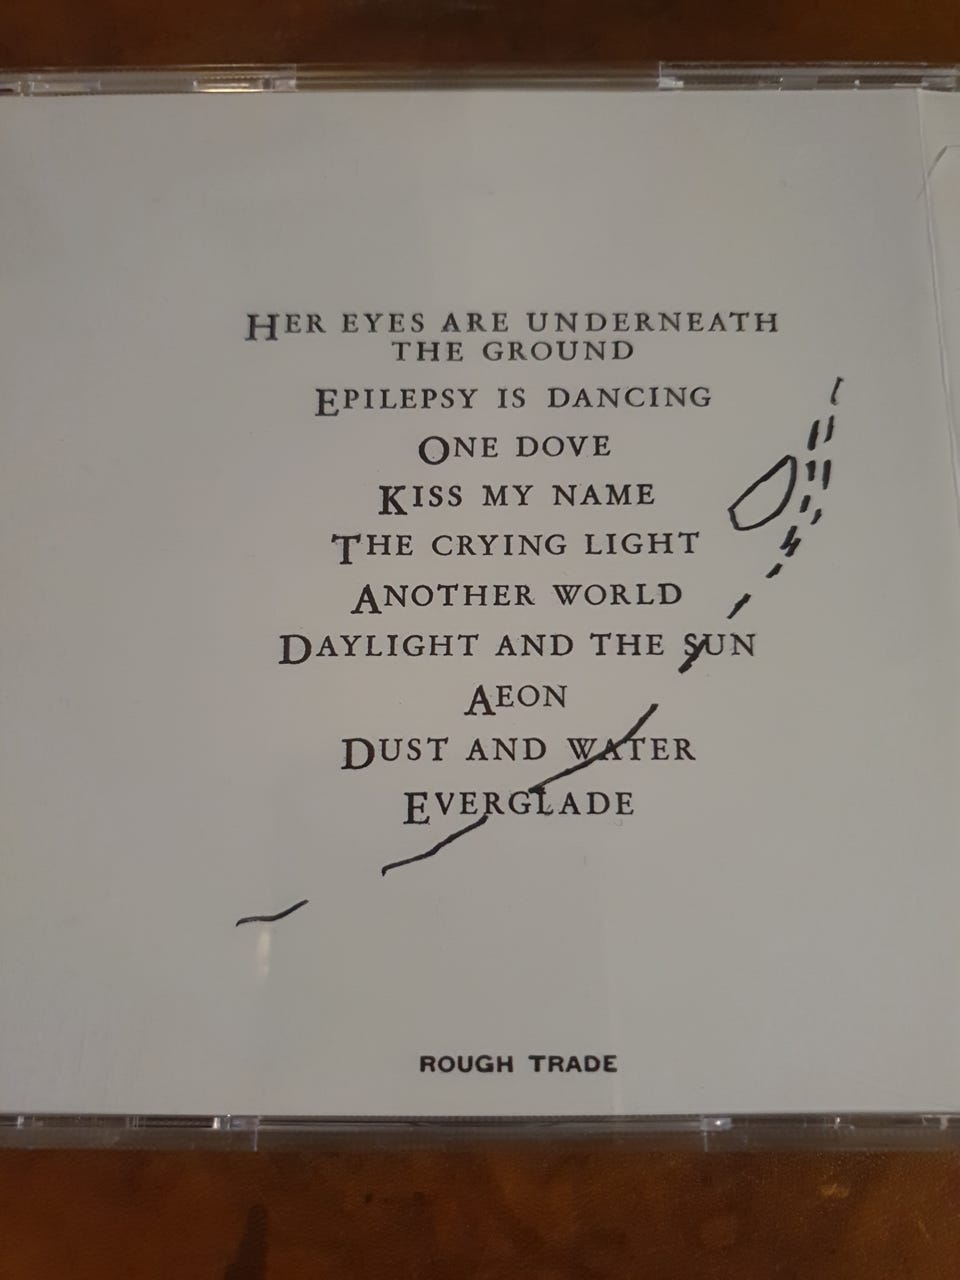 HER EYES ARE UNDERNEATH
THE GROUND
EPILEPSY IS DANCING
ONE DOVE
KISS MY NAME
THE CRYING LIGHT
ANOTHER WORLD
DAYLIGHT AND THE SUN
AEON
DUST AND WATER
EVERGLADE
ROUGH TRADE